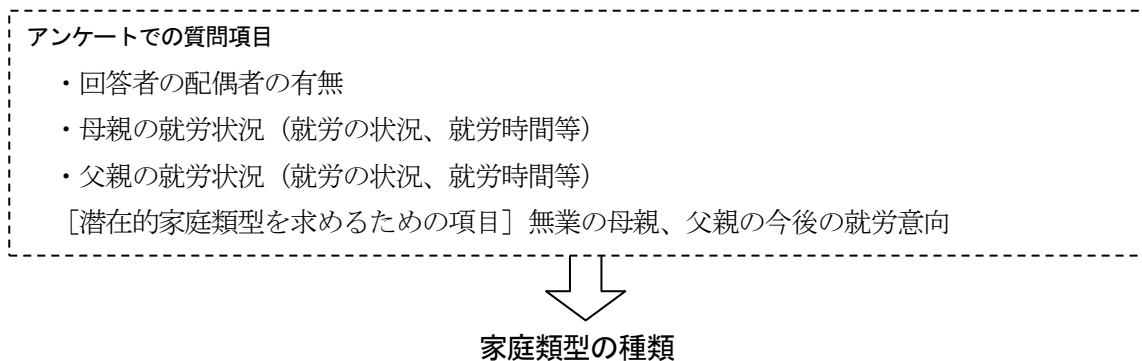 アンケートでの質問項目
・回答者の配偶者の有無
・母親の就労状況（就労の状況、就労時間等）
・父親の就労状況（就労の状況、就労時間等）
［潜在的家庭類型を求めるための項目］無業の母親、父親の今後の就労意向
家庭類型の種類